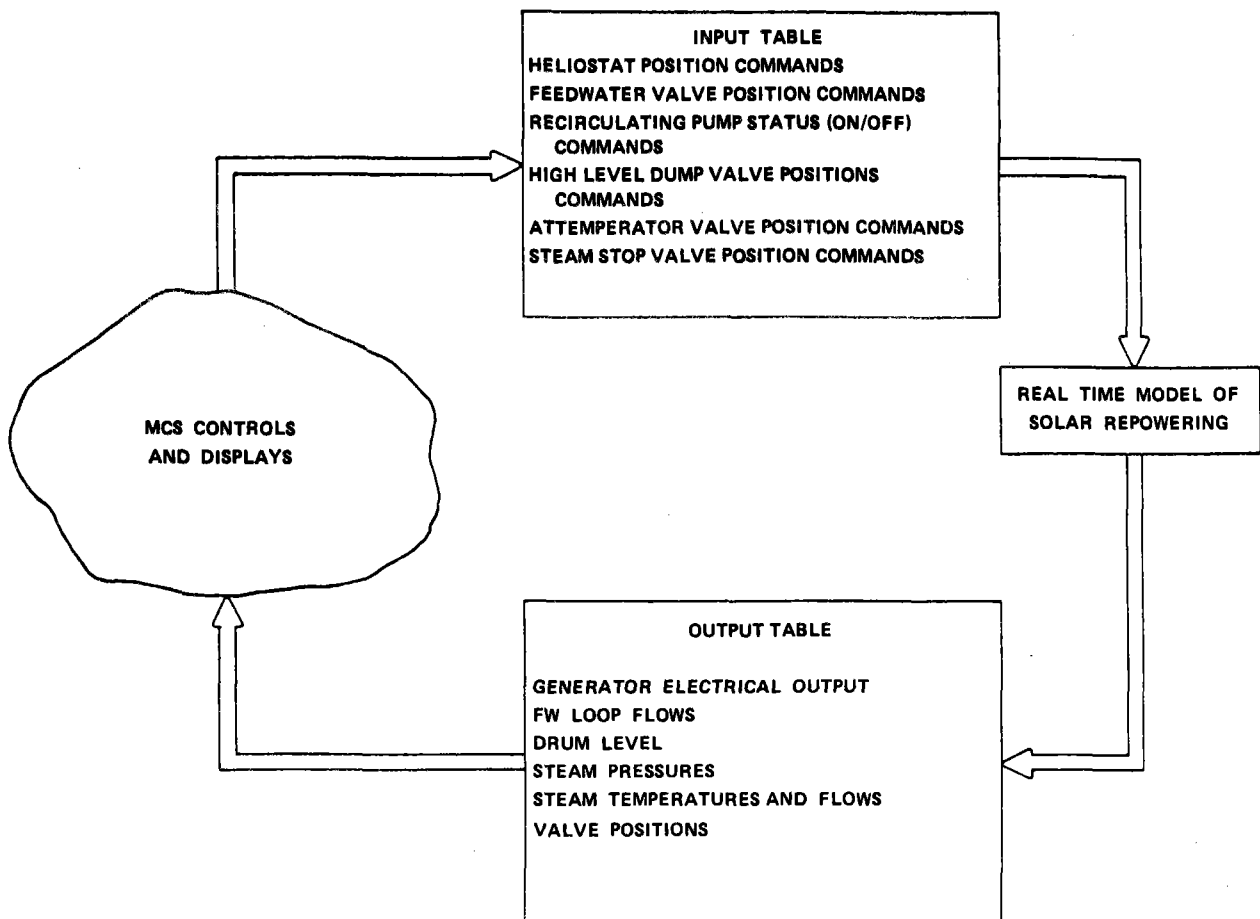 INPUT TABLE
HELIOSTAT POSITION COMMANDS
FEEDWATER VALVE POSITION COMMANDS
RECIRCULATING PUMP STATUS (ON/OFF)
COMMANDS
HIGH LEVEL DUMP VALVE POSITIONS
COMMANDS
ATTEMPERATOR VALVE POSITION COMMANDS
STEAM STOP VALVE POSITION COMMANDS
REAL TIME MODEL OF
SOLAR REPOWERING
MCS CONTROLS
AND DISPLAYS
OUTPUT TABLE
GENERATOR ELECTRICAL OUTPUT
FW LOOP FLOWS
DRUM LEVEL
STEAM PRESSURES
STEAM TEMPERATURES AND FLOWS
VALVE POSITIONS